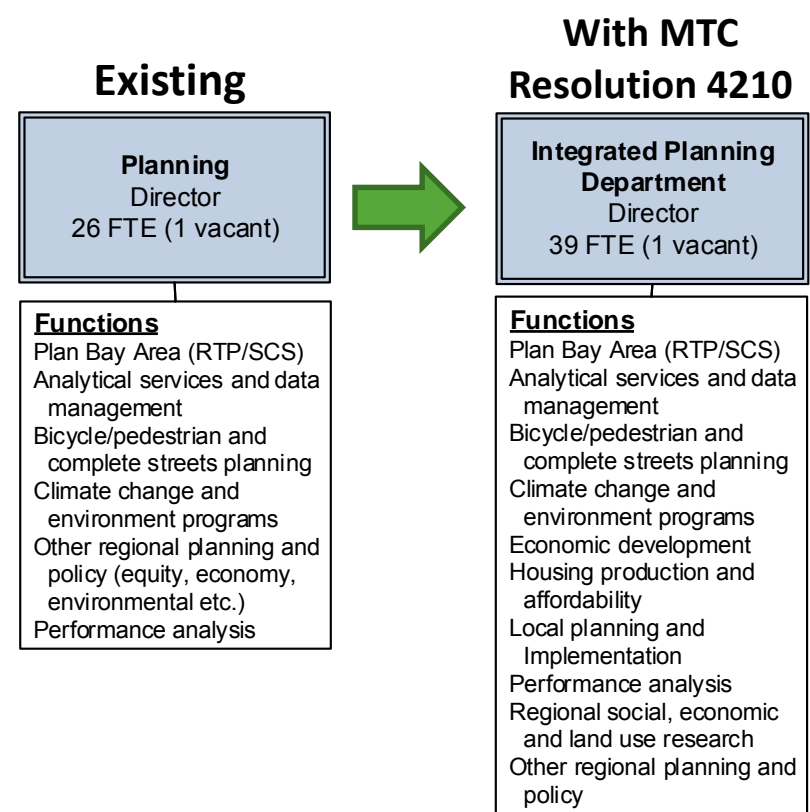 Existing
Planning
Director
26 FTE (1 vacant)
Functions
Plan Bay Area (RTP/SCS)
Analytical services and data
management
Bicycle/pedestrian and
complete streets planning
Climate change and
environment programs
Other regional planning and
policy (equity, economy,
environmental etc.)
Performance analysis
With MTC
Resolution 4210
Integrated Planning
Department
Director
39 FTE (1 vacant)
Functions
Plan Bay Area (RTP/SCS)
Analytical services and data
management
Bicycle/pedestrian and
complete streets planning
Climate change and
environment programs
Economic development
Housing production and
affordability
Local planning and
Implementation
Performance analysis
Regional social, economic
and land use research
Other regional planning and
policy